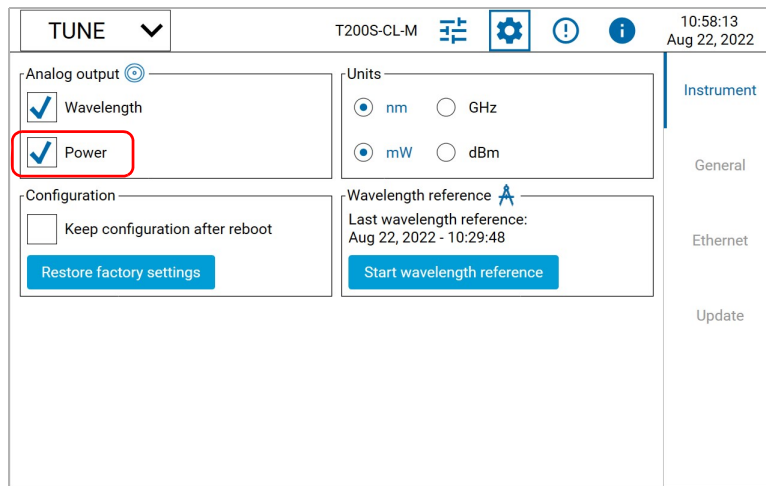 TUNE
T200S-CL-M
10:58:13
Aug 22, 2022
Analog output
Wavelength
Power
Units
nm
GHz
mW
dBm
Configuration
Keep configuration after reboot
Restore factory settings
Wavelength reference
Last wavelength reference:
Aug 22, 2022 - 10:29:48
Start wavelength reference
Instrument
General
Ethernet
Update